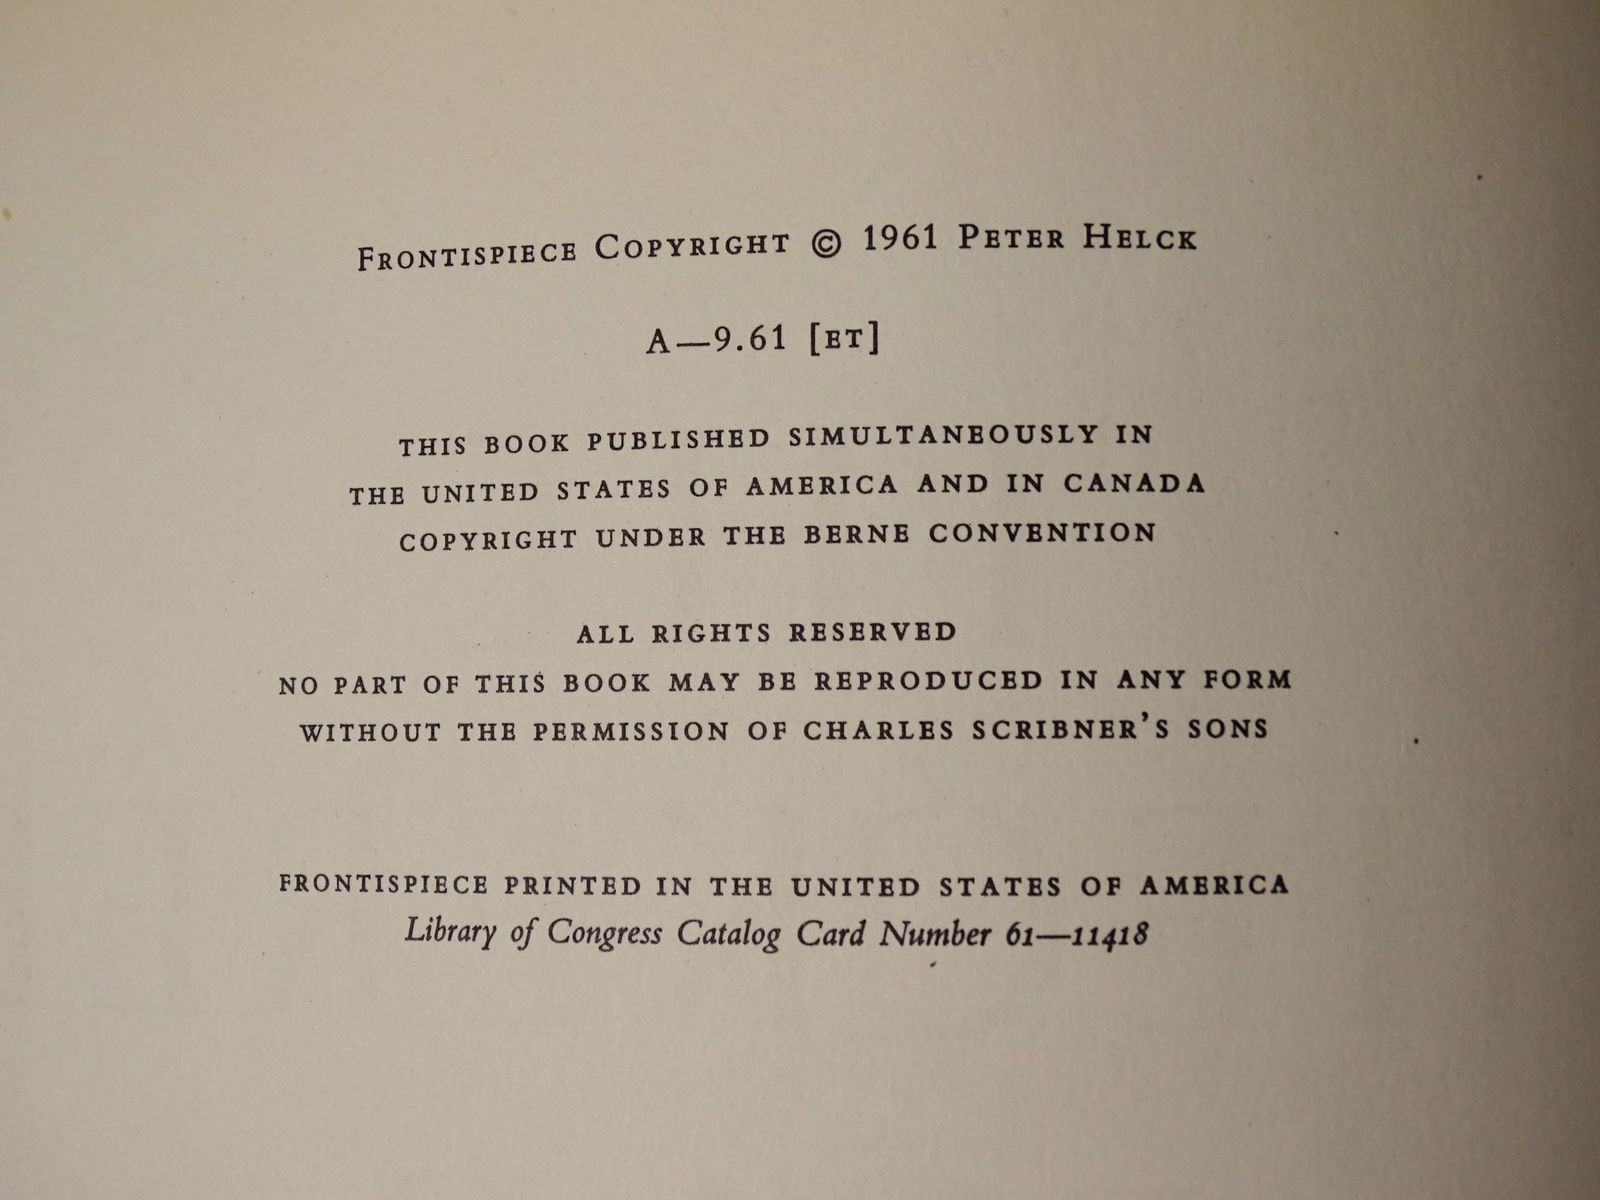 Frontispiece Copyright © 1961 Peter Helck
A—9.61 [ET]
THIS BOOK PUBLISHED SIMULTANEOUSLY IN
THE UNITED STATES OF AMERICA AND IN CANADA
COPYRIGHT UNDER THE BERNE CONVENTION
ALL RIGHTS RESERVED
NO PART OF THIS BOOK MAY BE REPRODUCED IN ANY FORM
WITHOUT THE PERMISSION OF CHARLES SCRIBNER'S SONS
FRONTISPIECE PRINTED IN THE UNITED STATES OF AMERICA
Library of Congress Catalog Card Number 61—11418